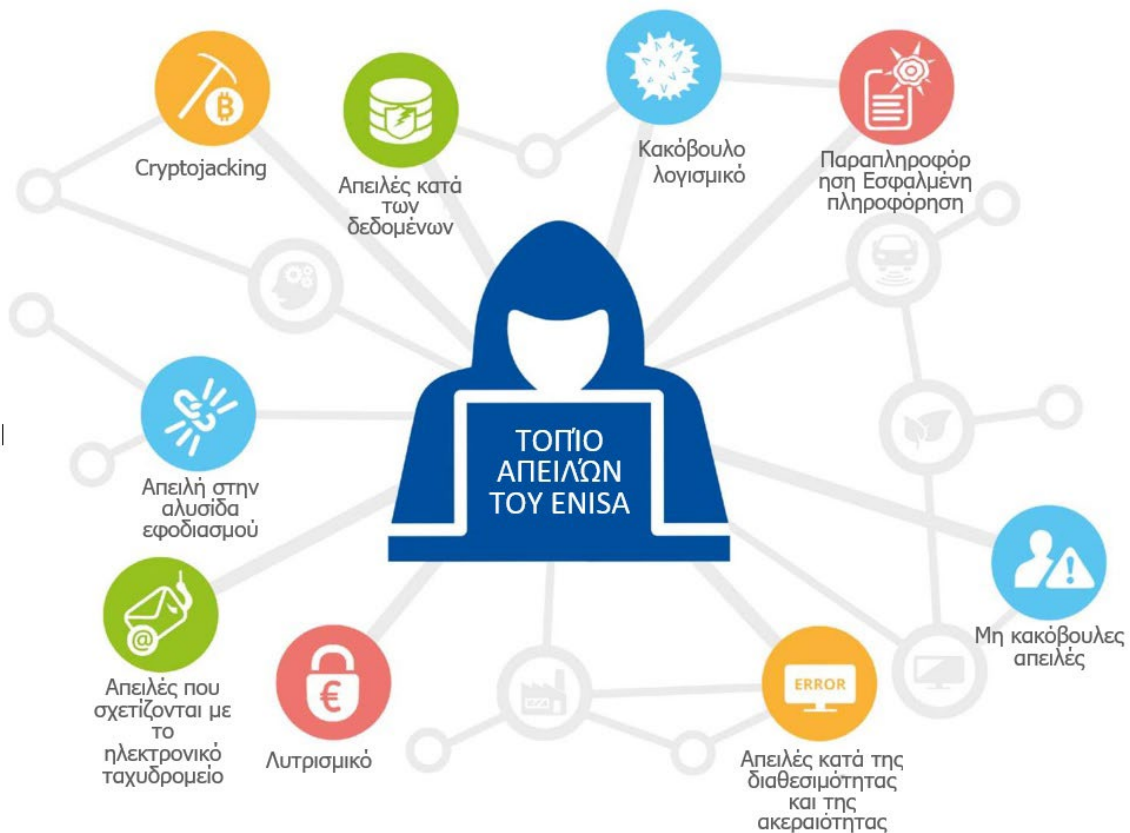 Cryptojacking
Απειλές κατά
των
δεδομένων
Κακόβουλο
λογισμικό
Παραπληροφόρ
ηση Εσφαλμένη
πληροφόρηση
ΤΟΠΊΟ
ΑΠΕΙΛΏΝ
ΤΟΥ ENISA
Απειλή στην
αλυσίδα
εφοδιασμού
@
Απειλές που
σχετίζονται με
το
ηλεκτρονικό
ταχυδρομείο
€
Λυτρισμικό
ERROR
Απειλές κατά της
διαθεσιμότητας
και της
ακεραιότητας
Μη κακόβουλες
απειλές